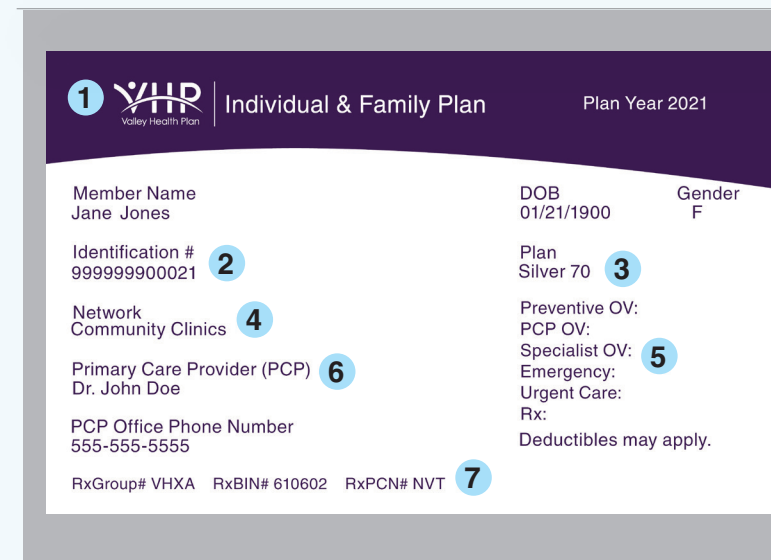 1 VHP Individual & Family Plan Plan Year 2021
Valley Health Plan
Member Name
Jane Jones
DOB
01/21/1900
Gender
F
Identification #
999999900021
2
Plan
Silver 70
3
Network
Community Clinics
4
Primary Care Provider (PCP)
Dr. John Doe
6
PCP Office Phone Number
555-555-5555
Preventive OV:
PCP OV:
Specialist OV:
5
Emergency:
Urgent Care:
Rx:
Deductibles may apply.
RxGroup# VHXA RxBIN# 610602 RxPCN# NVT 7